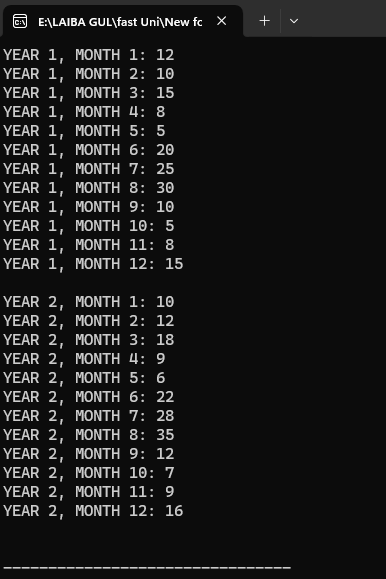 E:\LAIBA GUL\fast Uni\New fc
YEAR 1, MONTH 1: 12
YEAR 1, MONTH 2: 10
YEAR 1, MONTH 3: 15
YEAR 1, MONTH 4: 8
YEAR 1, MONTH 5: 5
YEAR 1, MONTH 6: 20
YEAR 1, MONTH 7: 25
YEAR 1, MONTH 8: 30
YEAR 1, MONTH 9: 10
YEAR 1, MONTH 10: 5
YEAR 1, MONTH 11: 8
YEAR 1, MONTH 12: 15
YEAR 2, MONTH 1: 10
YEAR 2, MONTH 2: 12
YEAR 2, MONTH 3: 18
YEAR 2, MONTH 4: 9
YEAR 2, MONTH 5: 6
YEAR 2, MONTH 6: 22
YEAR 2, MONTH 7: 28
YEAR 2, MONTH 8: 35
YEAR 2, MONTH 9: 12
YEAR 2, MONTH 10: 7
YEAR 2, MONTH 11: 9
YEAR 2, MONTH 12: 16
--------------------------------